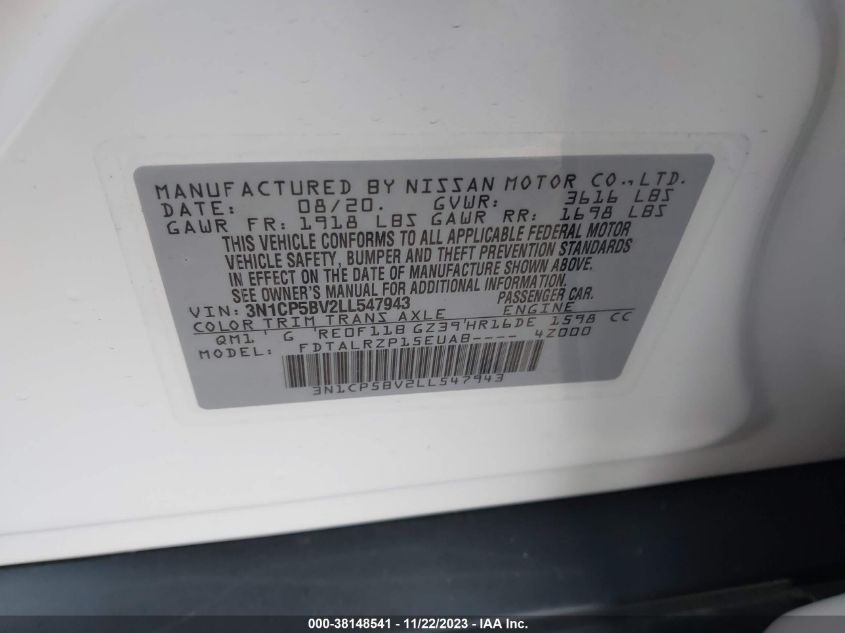 MANUFACTURED BY NISSAN MOTOR CO., LTD.
DATE: 08/20. GVWR: 3616 LBS
GAWR FR: 1918 LBS GAWR RR: 1698 LBS
THIS VEHICLE CONFORMS TO ALL APPLICABLE FEDERAL MOTOR
VEHICLE SAFETY, BUMPER AND THEFT PREVENTION STANDARDS
IN EFFECT ON THE DATE OF MANUFACTURE SHOWN ABOVE.
SEE OWNER'S MANUAL FOR ADDITIONAL INFORMATION.
VIN: 3N1CP5BV2LL547943 PASSENGER CAR.
COLOR TRIM TRANS AXLE ENGINE
QM1 G RE0F11B GZ39 HR16DE 1598 CC
MODEL: FDTALRZP15EUAB---- 4Z000
3N1CP5BV2LL547943
000-38148541 - 11/22/2023 - IAA Inc.